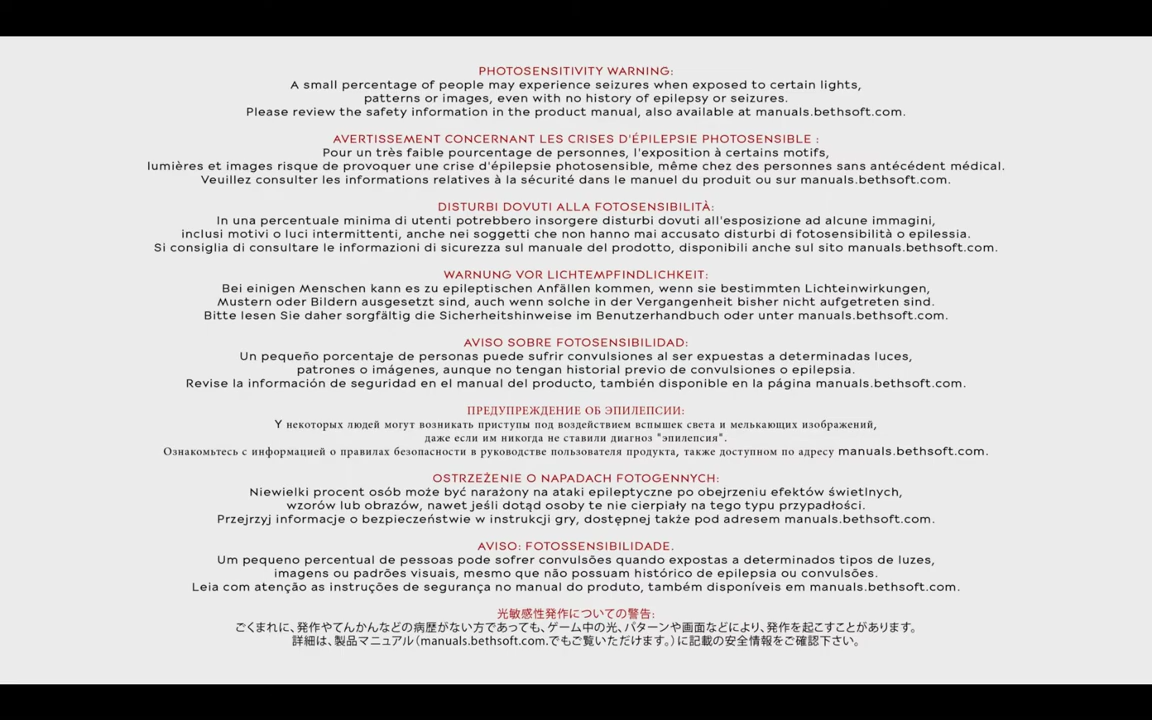 PHOTOSENSITIVITY WARNING:
A small percentage of people may experience seizures when exposed to certain lights,
patterns or images, even with no history of epilepsy or seizures.
Please review the safety information in the product manual, also available at manuals.bethsoft.com.
AVERTISSEMENT CONCERNANT LES CRISES D'ÉPILEPSIE PHOTOSENSIBLE :
Pour un très faible pourcentage de personnes, l'exposition à certains motifs,
lumières et images risque de provoquer une crise d'épilepsie photosensible, même chez des personnes sans antécédent médical.
Veuillez consulter les informations relatives à la sécurité dans le manuel du produit ou sur manuals.bethsoft.com.
DISTURBI DOVUTI ALLA FOTOSENSIBILITÀ:
In una percentuale minima di utenti potrebbero insorgere disturbi dovuti all'esposizione ad alcune immagini,
inclusi motivi o luci intermittenti, anche nei soggetti che non hanno mai accusato disturbi di fotosensibilità o epilessia.
Si consiglia di consultare le informazioni di sicurezza sul manuale del prodotto, disponibili anche sul sito manuals.bethsoft.com.
WARNUNG VOR LICHTEMPFINDLICHKEIT:
Bei einigen Menschen kann es zu epileptischen Anfällen kommen, wenn sie bestimmten Lichteinwirkungen,
Mustern oder Bildern ausgesetzt sind, auch wenn solche in der Vergangenheit bisher nicht aufgetreten sind.
Bitte lesen Sie daher sorgfältig die Sicherheitshinweise im Benutzerhandbuch oder unter manuals.bethsoft.com.
AVISO SOBRE FOTOSENSIBILIDAD:
Un pequeño porcentaje de personas puede sufrir convulsiones al ser expuestas a determinadas luces,
patrones o imágenes, aunque no tengan historial previo de convulsiones o epilepsia.
Revise la información de seguridad en el manual del producto, también disponible en la página manuals.bethsoft.com.
ПРЕДУПРЕЖДЕНИЕ ОБ ЭПИЛЕПСИИ:
У некоторых людей могут возникать приступы под воздействием вспышек света и мелькающих изображений,
даже если им никогда не ставили диагноз "эпилепсия".
Ознакомьтесь с информацией о правилах безопасности в руководстве пользователя продукта, также доступном по адресу manuals.bethsoft.com.
OSTRZEŻENIE O NAPADACH FOTOGENNYCH:
Niewielki procent osób może być narażony na ataki epileptyczne po obejrzeniu efektów świetlnych,
wzorów lub obrazów, nawet jeśli dotąd osoby te nie cierpiały na tego typu przypadłości.
Przejrzyj informacje o bezpieczeństwie w instrukcji gry, dostępnej także pod adresem manuals.bethsoft.com.
AVISO: FOTOSSENSIBILIDADE.
Um pequeno percentual de pessoas pode sofrer convulsões quando expostas a determinados tipos de luzes,
imagens ou padrões visuais, mesmo que não possuam histórico de epilepsia ou convulsões.
Leia com atenção as instruções de segurança no manual do produto, também disponíveis em manuals.bethsoft.com.
光敏感性発作についての警告:
ごくまれに、発作やてんかんなどの病歴がない方であっても、ゲーム中の光、パターンや画面などにより、発作を起こすことがあります。
詳細は、製品マニュアル（manuals.bethsoft.com.でもご覧いただけます。）に記載の安全情報をご確認下さい。